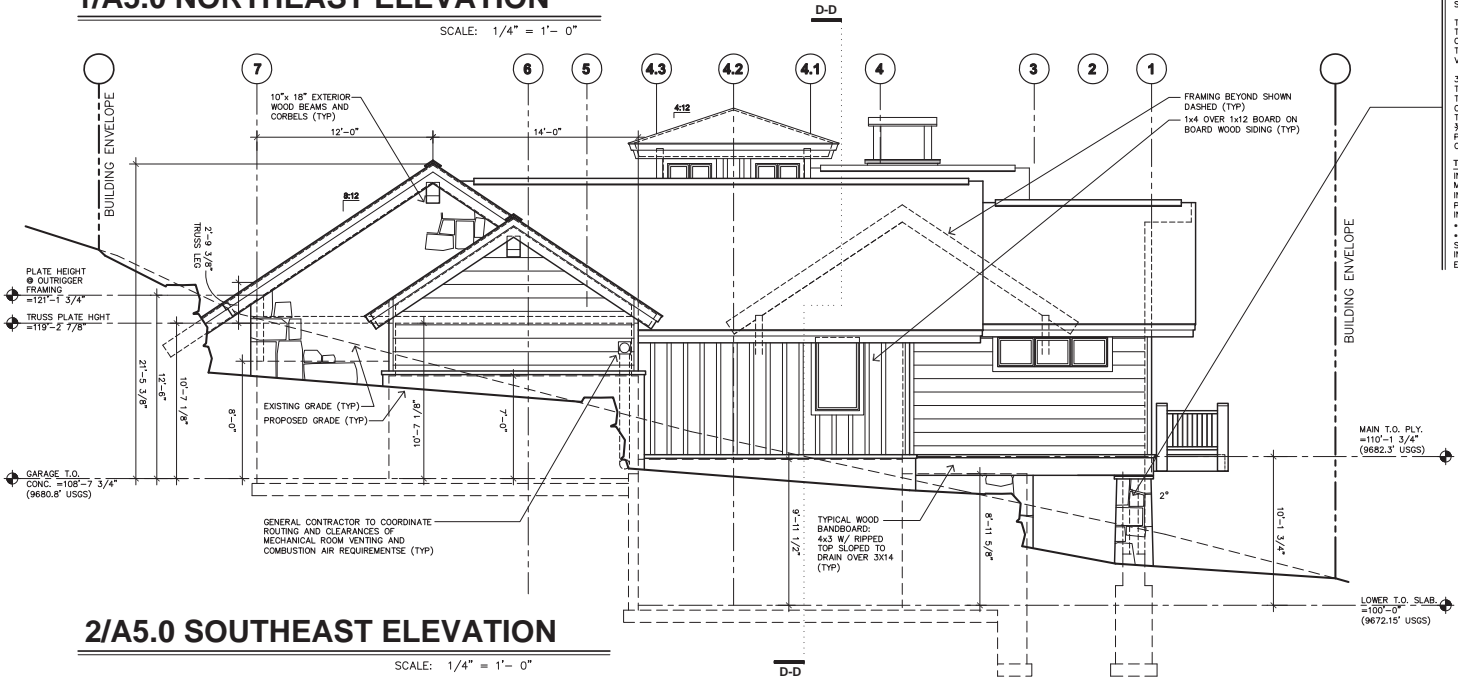 1/A5.0 NORTHEAST ELEVATION
SCALE: 1/4" = 1'- 0"
D-D
7
6
5
4.3
4.2
4.1
4
3
2
1
BUILDING ENVELOPE
10"x 18" EXTERIOR
WOOD BEAMS AND
CORBELS (TYP)
12'-0"
14'-0"
4:12
8:12
FRAMING BEYOND SHOWN
DASHED (TYP)
1x4 OVER 1x12 BOARD ON
BOARD WOOD SIDING (TYP)
BUILDING ENVELOPE
2'-9 3/8"
TRUSS LEG
PLATE HEIGHT
@ OUTRIGGER
FRAMING
=121'-1 3/4"
TRUSS PLATE HGHT
=119'-2 7/8"
21'-5 3/8"
12'-6"
10'-7 1/8"
8'-0"
EXISTING GRADE (TYP)
PROPOSED GRADE (TYP)
10'-7 1/8"
7'-0"
GARAGE T.O.
CONC. =108'-7 3/4"
(9680.8' USGS)
MAIN T.O. PLY.
=110'-1 3/4"
(9682.3' USGS)
2"
GENERAL CONTRACTOR TO COORDINATE
ROUTING AND CLEARANCES OF
MECHANICAL ROOM VENTING AND
COMBUSTION AIR REQUIREMENTSE (TYP)
9'-11 1/2"
TYPICAL WOOD
BANDBOARD:
4x3 W/ RIPPED
TOP SLOPED TO
DRAIN OVER 3X14
(TYP)
8'-11 5/8"
10'-1 3/4"
LOWER T.O. SLAB.
=100'-0"
(9672.15' USGS)
2/A5.0 SOUTHEAST ELEVATION
SCALE: 1/4" = 1'- 0"
D-D